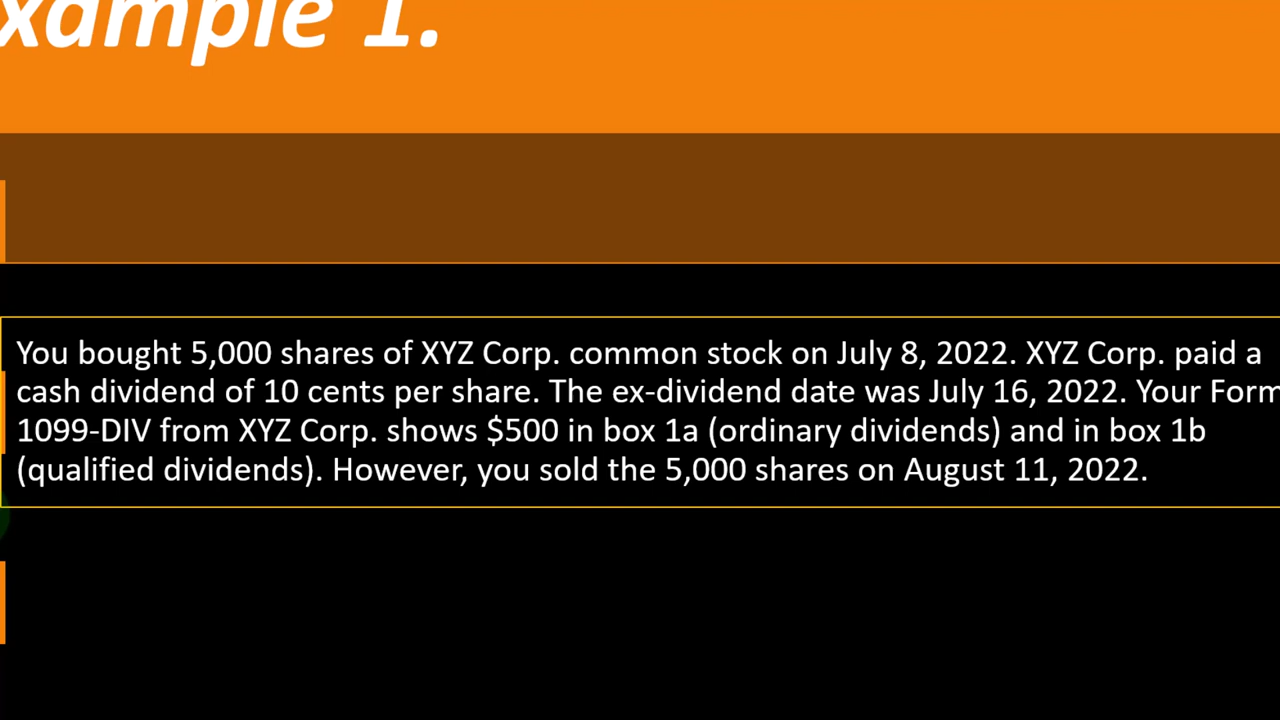 xample 1.
You bought 5,000 shares of XYZ Corp. common stock on July 8, 2022. XYZ Corp. paid a
cash dividend of 10 cents per share. The ex-dividend date was July 16, 2022. Your Form
1099-DIV from XYZ Corp. shows $500 in box 1a (ordinary dividends) and in box 1b
(qualified dividends). However, you sold the 5,000 shares on August 11, 2022.